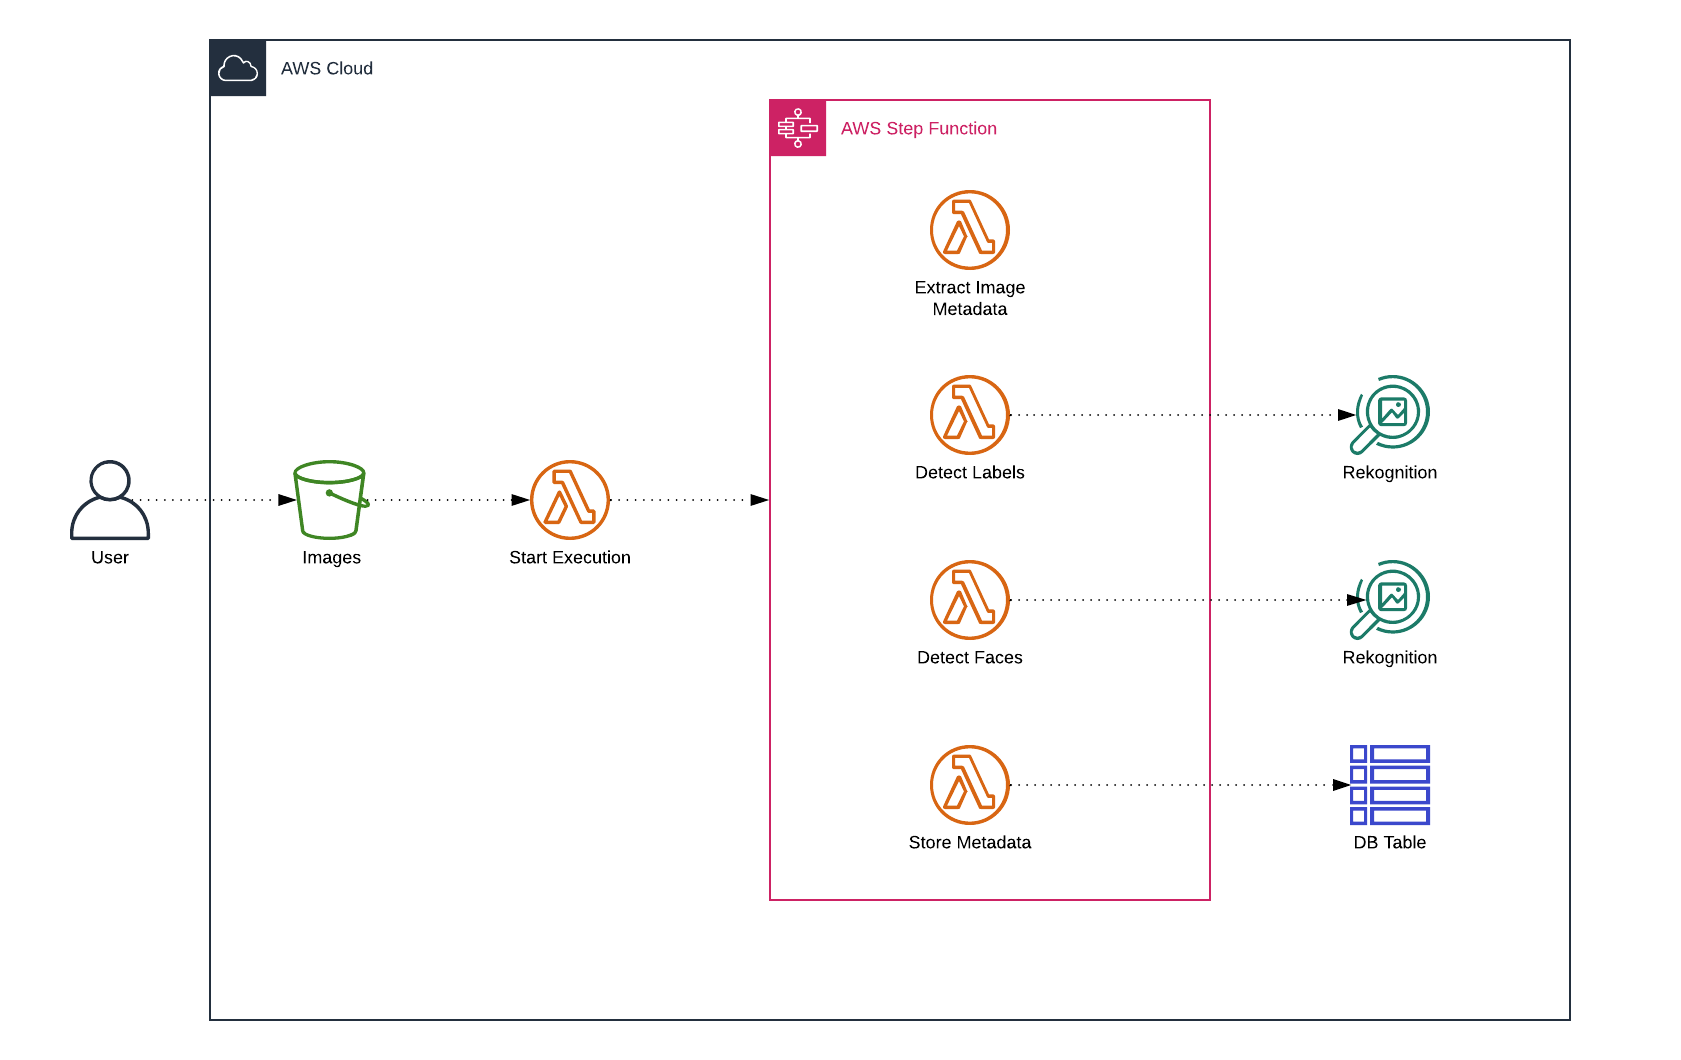 AWS Cloud
AWS Step Function
Extract Image
Metadata
Detect Labels
Rekognition
User
Images
Start Execution
Detect Faces
Rekognition
Store Metadata
DB Table